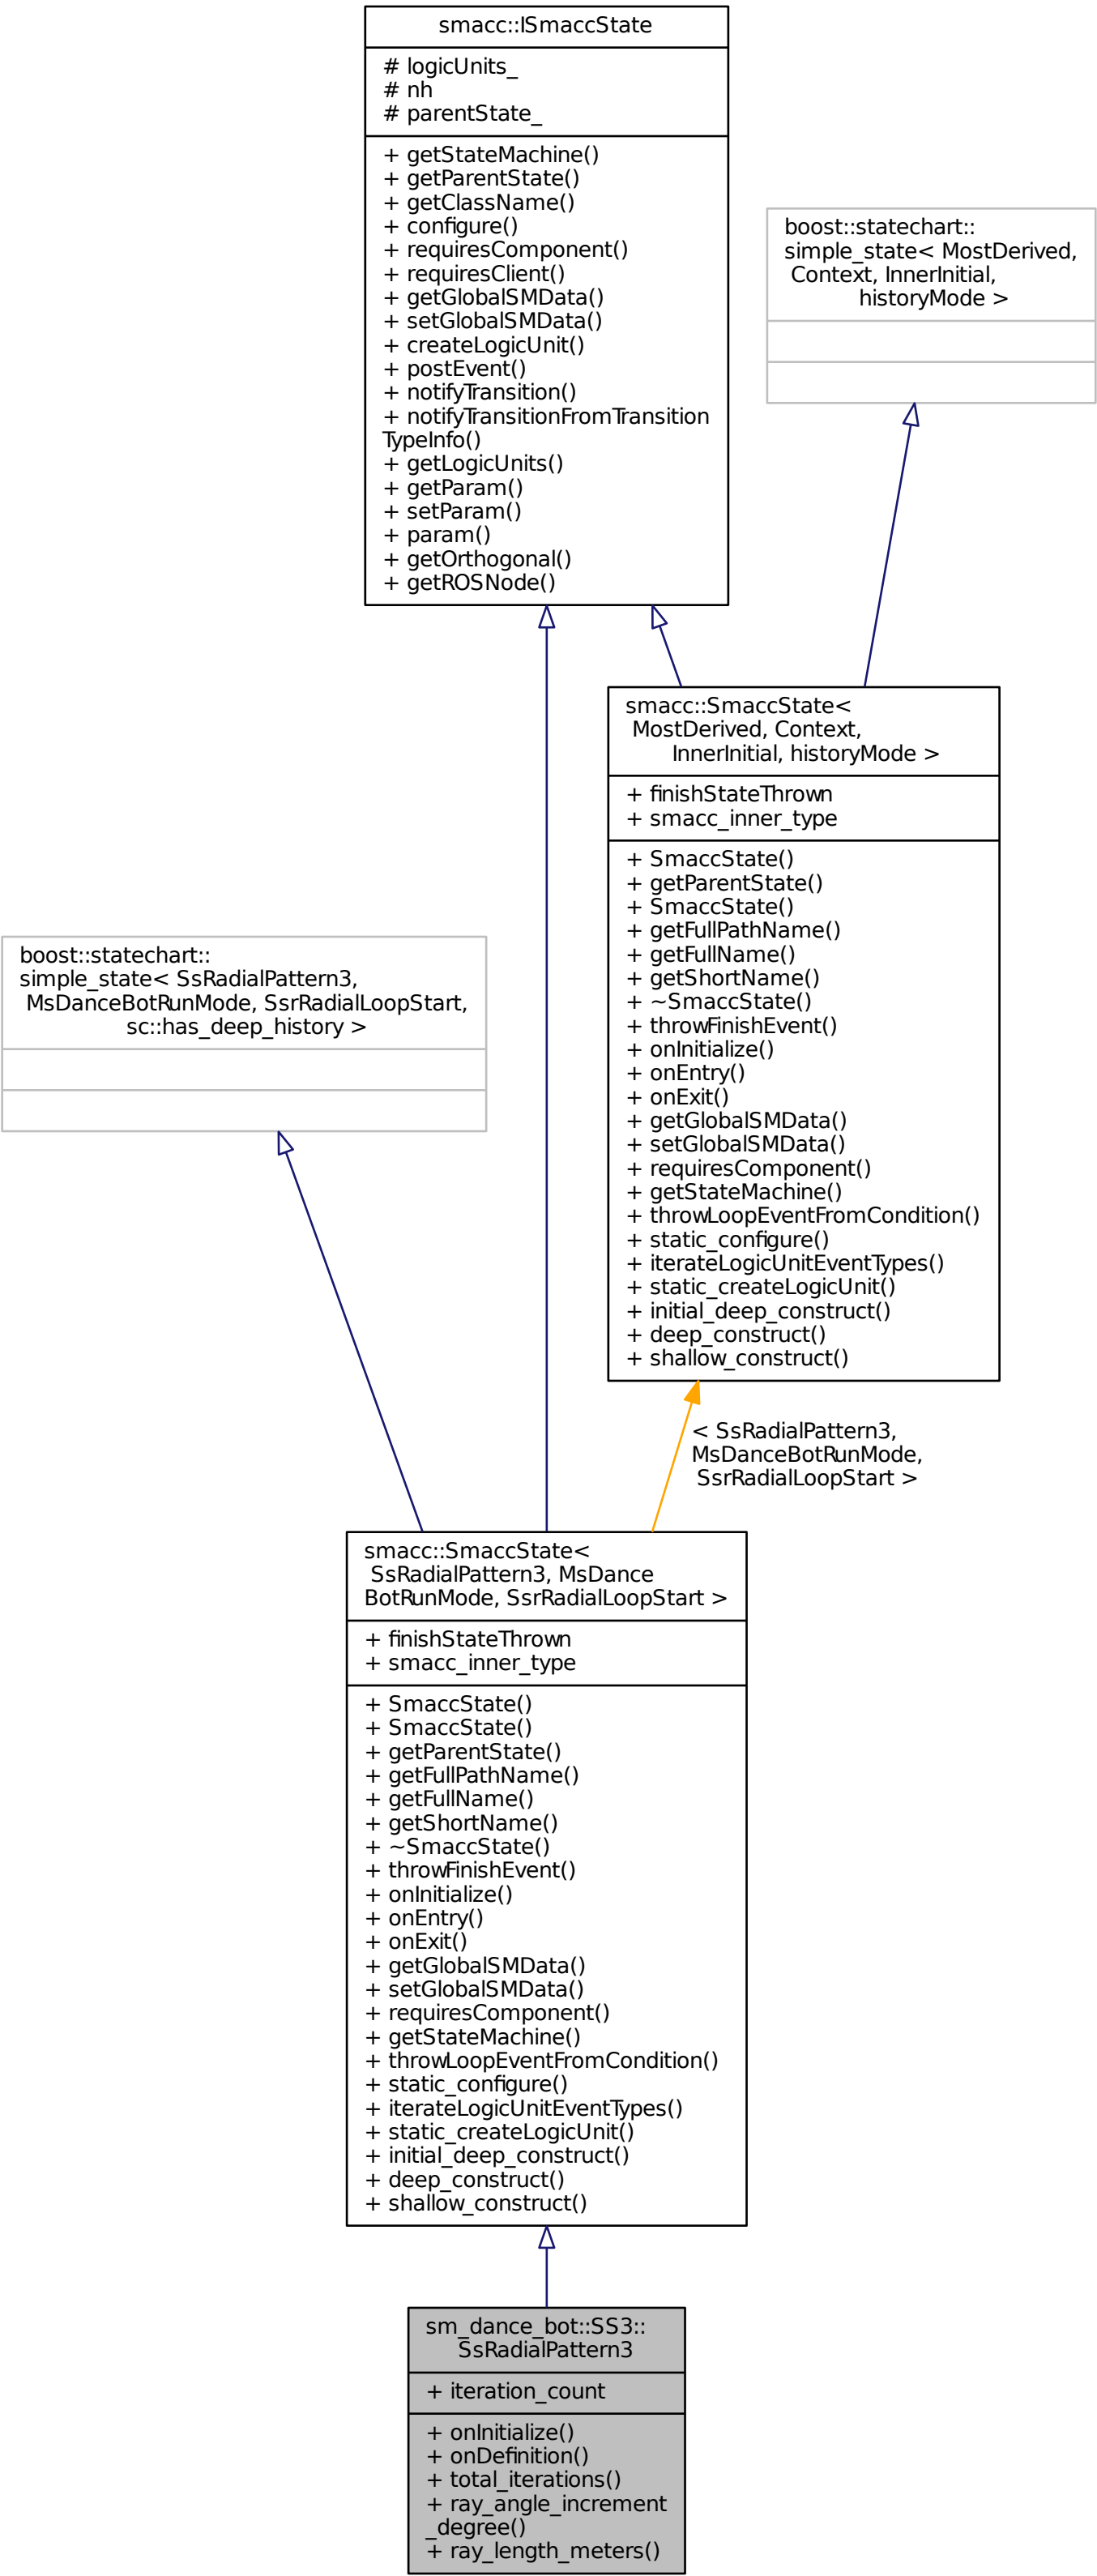 smacc::ISmaccState
# logicUnits_
# nh
# parentState_
+ getStateMachine()
+ getParentState()
+ getClassName()
+ configure()
+ requiresComponent()
+ requiresClient()
+ getGlobalSMData()
+ setGlobalSMData()
+ createLogicUnit()
+ postEvent()
+ notifyTransition()
+ notifyTransitionFromTransition
TypeInfo()
+ getLogicUnits()
+ getParam()
+ setParam()
+ param()
+ getOrthogonal()
+ getROSNode()
boost::statechart::
simple_state< MostDerived,
Context, InnerInitial,
historyMode >
smacc::SmaccState<
MostDerived, Context,
InnerInitial, historyMode >
+ finishStateThrown
+ smacc_inner_type
+ SmaccState()
+ getParentState()
+ SmaccState()
+ getFullPathName()
+ getFullName()
+ getShortName()
+ ~SmaccState()
+ throwFinishEvent()
+ onInitialize()
+ onEntry()
+ onExit()
+ getGlobalSMData()
+ setGlobalSMData()
+ requiresComponent()
+ getStateMachine()
+ throwLoopEventFromCondition()
+ static_configure()
+ iterateLogicUnitEventTypes()
+ static_createLogicUnit()
+ initial_deep_construct()
+ deep_construct()
+ shallow_construct()
boost::statechart::
simple_state< SsRadialPattern3,
MsDanceBotRunMode, SsrRadialLoopStart,
sc::has_deep_history >
< SsRadialPattern3,
MsDanceBotRunMode,
SsrRadialLoopStart >
smacc::SmaccState<
SsRadialPattern3, MsDance
BotRunMode, SsrRadialLoopStart >
+ finishStateThrown
+ smacc_inner_type
+ SmaccState()
+ SmaccState()
+ getParentState()
+ getFullPathName()
+ getFullName()
+ getShortName()
+ ~SmaccState()
+ throwFinishEvent()
+ onInitialize()
+ onEntry()
+ onExit()
+ getGlobalSMData()
+ setGlobalSMData()
+ requiresComponent()
+ getStateMachine()
+ throwLoopEventFromCondition()
+ static_configure()
+ iterateLogicUnitEventTypes()
+ static_createLogicUnit()
+ initial_deep_construct()
+ deep_construct()
+ shallow_construct()
sm_dance_bot::SS3::
SsRadialPattern3
+ iteration_count
+ onInitialize()
+ onDefinition()
+ total_iterations()
+ ray_angle_increment
_degree()
+ ray_length_meters()